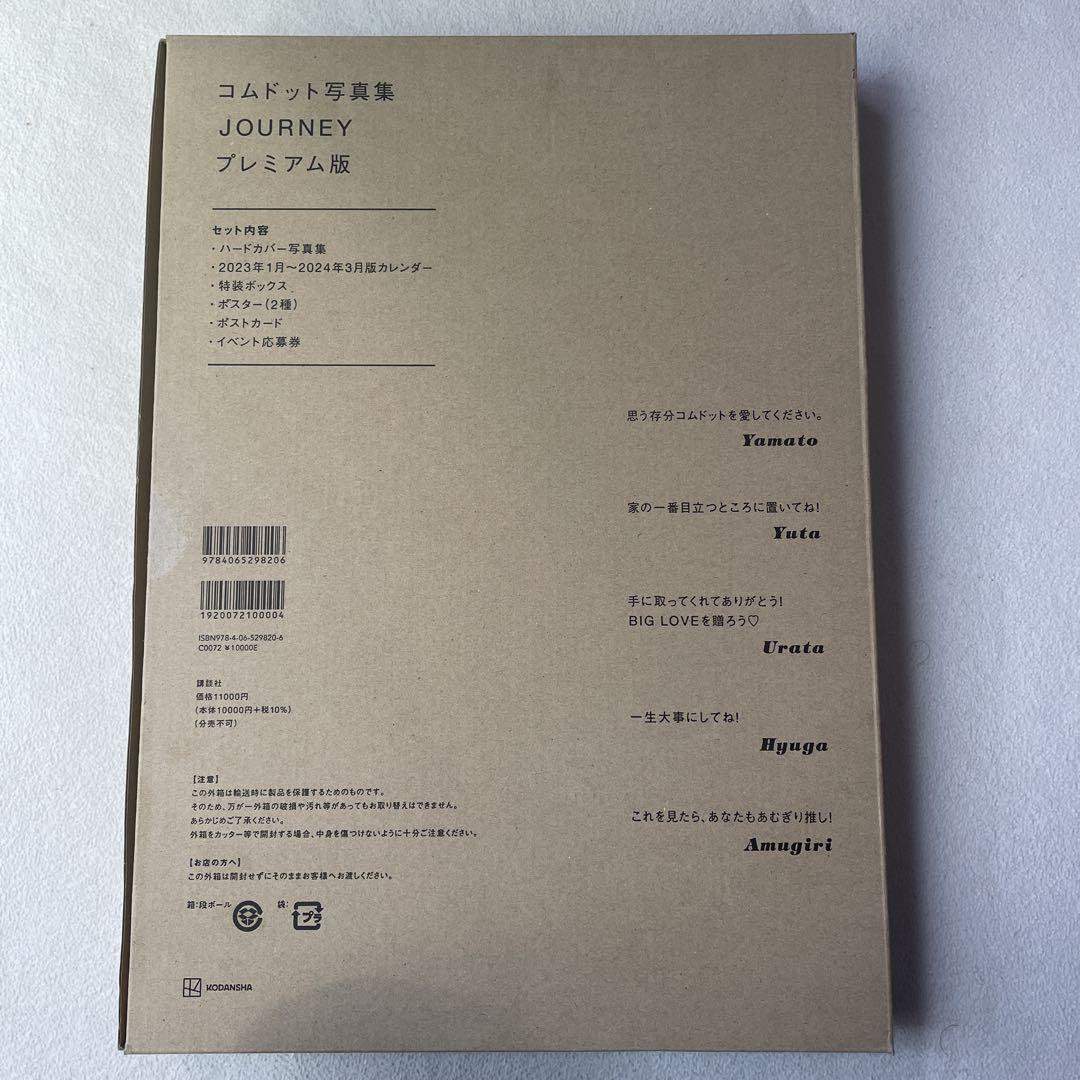 コムドット写真集
JOURNEY
プレミアム版
セット内容
・ハードカバー写真集
・2023年1月〜2024年3月版カレンダー
・特装ボックス
・ポスター(2種)
・ポストカード
・イベント応募券
思う存分コムドットを愛してください。
Yamato
家の一番目立つところに置いてね!
Yuta
手に取ってくれてありがとう!
BIG LOVEを贈ろう♡
Urata
一生大事にしてね!
Hyuga
これを見たら、あなたもあむぎり推し!
Amugiri
9784065298206
1920072100004
ISBN978-4-06-529820-6
C0072 ¥10000E
講談社
価格11000円
(本体10000円+税10%)
(分売不可)
【注意】
この外箱は輸送時に製品を保護するためのものです。
そのため、万が一外箱の破損や汚れ等があってもお取り替えはできません。
あらかじめご了承ください。
外箱をカッター等で開封する場合、中身を傷つけないように十分ご注意ください。
【お店の方へ】
この外箱は開封せずにそのままお客様へお渡しください。
箱:段ボール 袋: プラ
KODANSHA